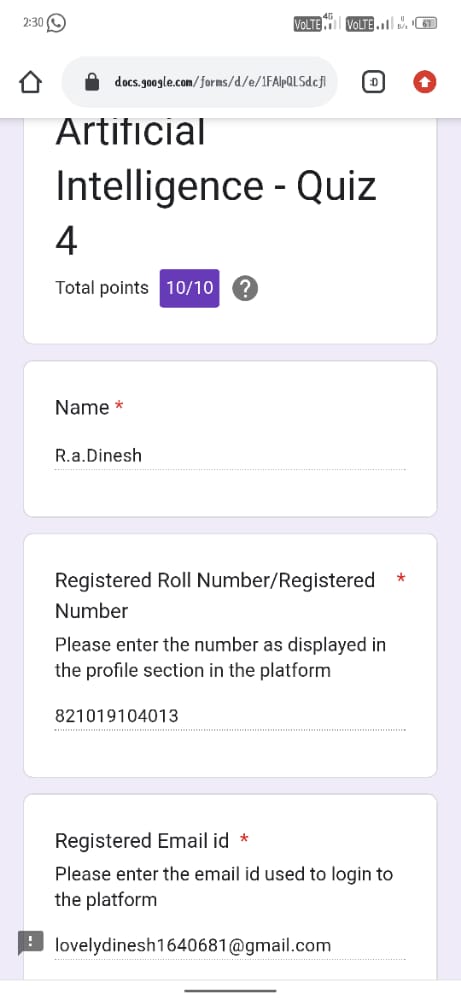 2:30
VoLTE 4G VoLTE 0 B/s 61
docs.google.com/forms/d/e/1FAlpQLSdcfl :D
Artificial
Intelligence - Quiz
4
Total points 10/10 ?
Name *
R.a.Dinesh
Registered Roll Number/Registered *
Number
Please enter the number as displayed in
the profile section in the platform
821019104013
Registered Email id *
Please enter the email id used to login to
the platform
!
lovelydinesh1640681@gmail.com